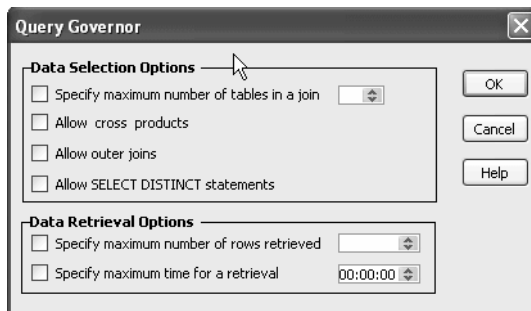 Query Governor
Data Selection Options
Specify maximum number of tables in a join
Allow cross products
Allow outer joins
Allow SELECT DISTINCT statements
Data Retrieval Options
Specify maximum number of rows retrieved
Specify maximum time for a retrieval 00:00:00
OK
Cancel
Help